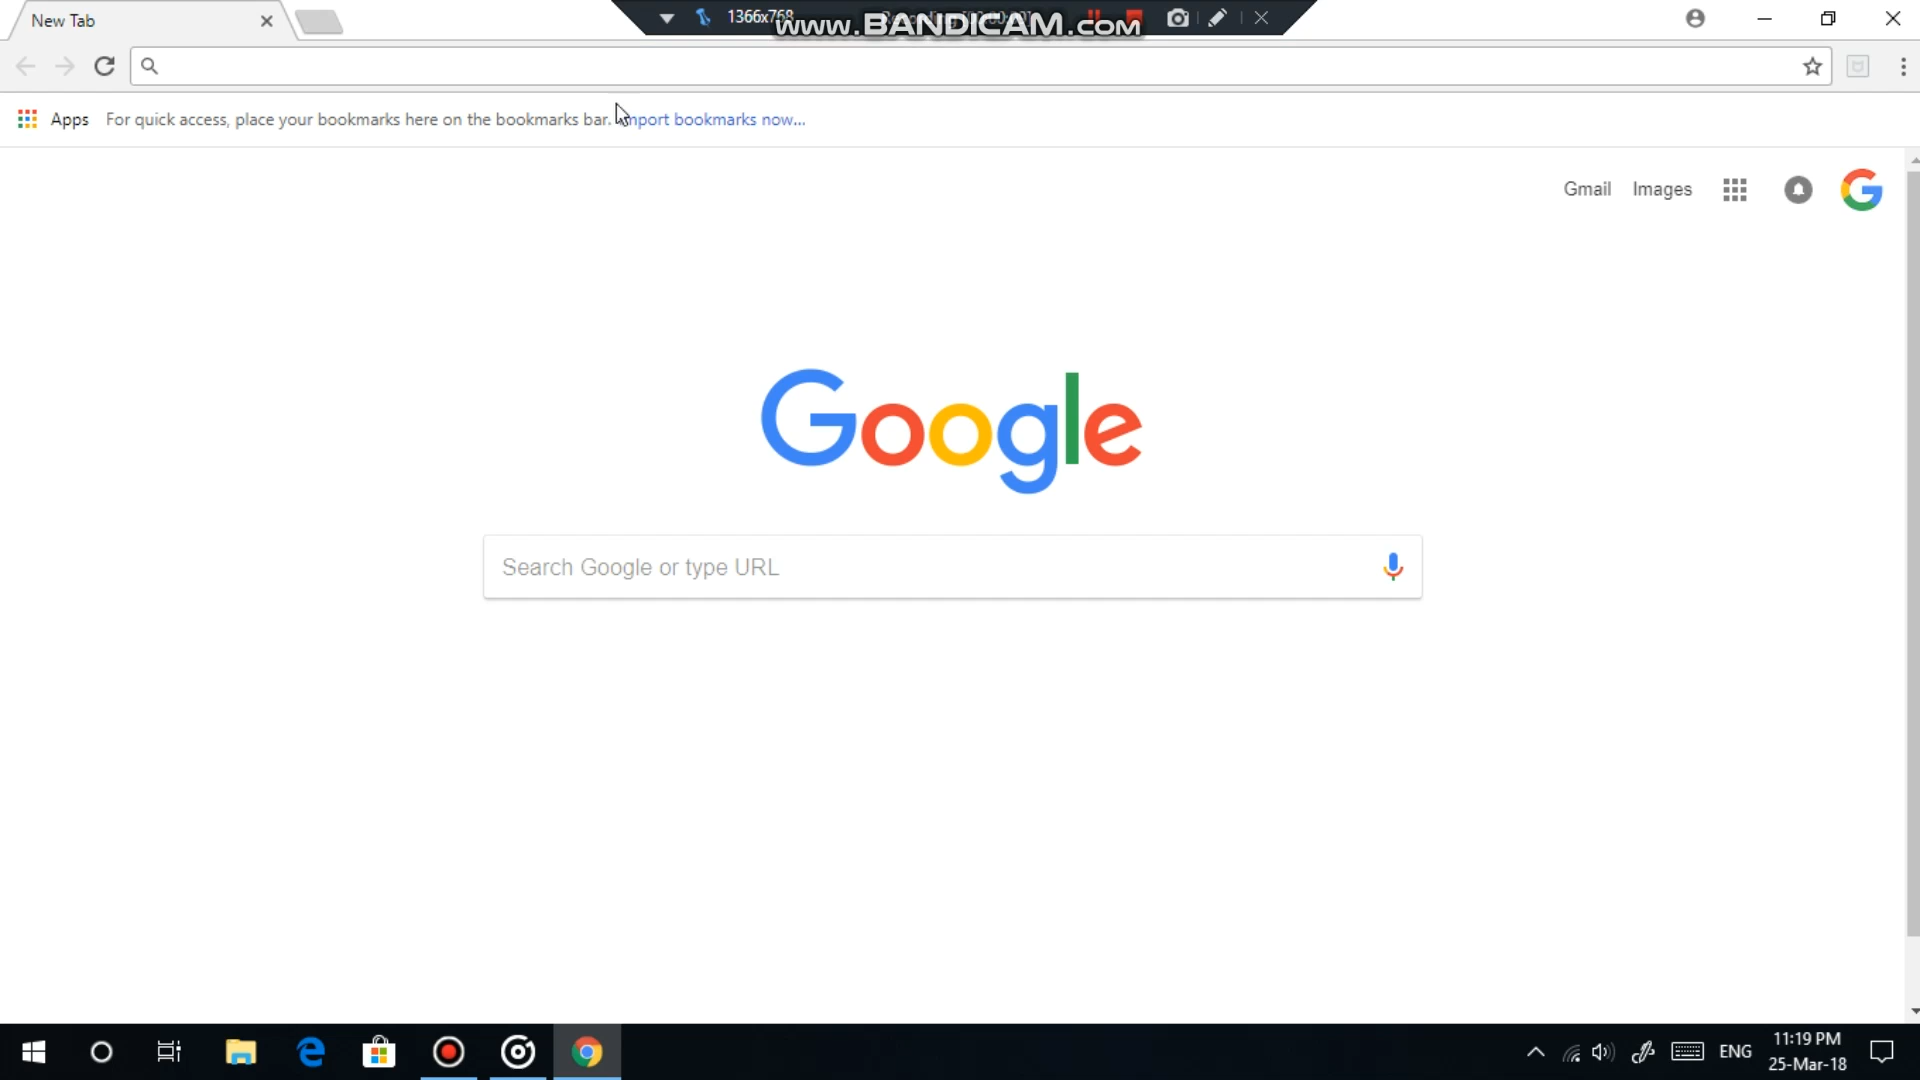 New Tab
1366x768
www.BANDICAM.com
Apps For quick access, place your bookmarks here on the bookmarks bar. Import bookmarks now...
Gmail Images
Google
Search Google or type URL
ENG
11:19 PM
25-Mar-18